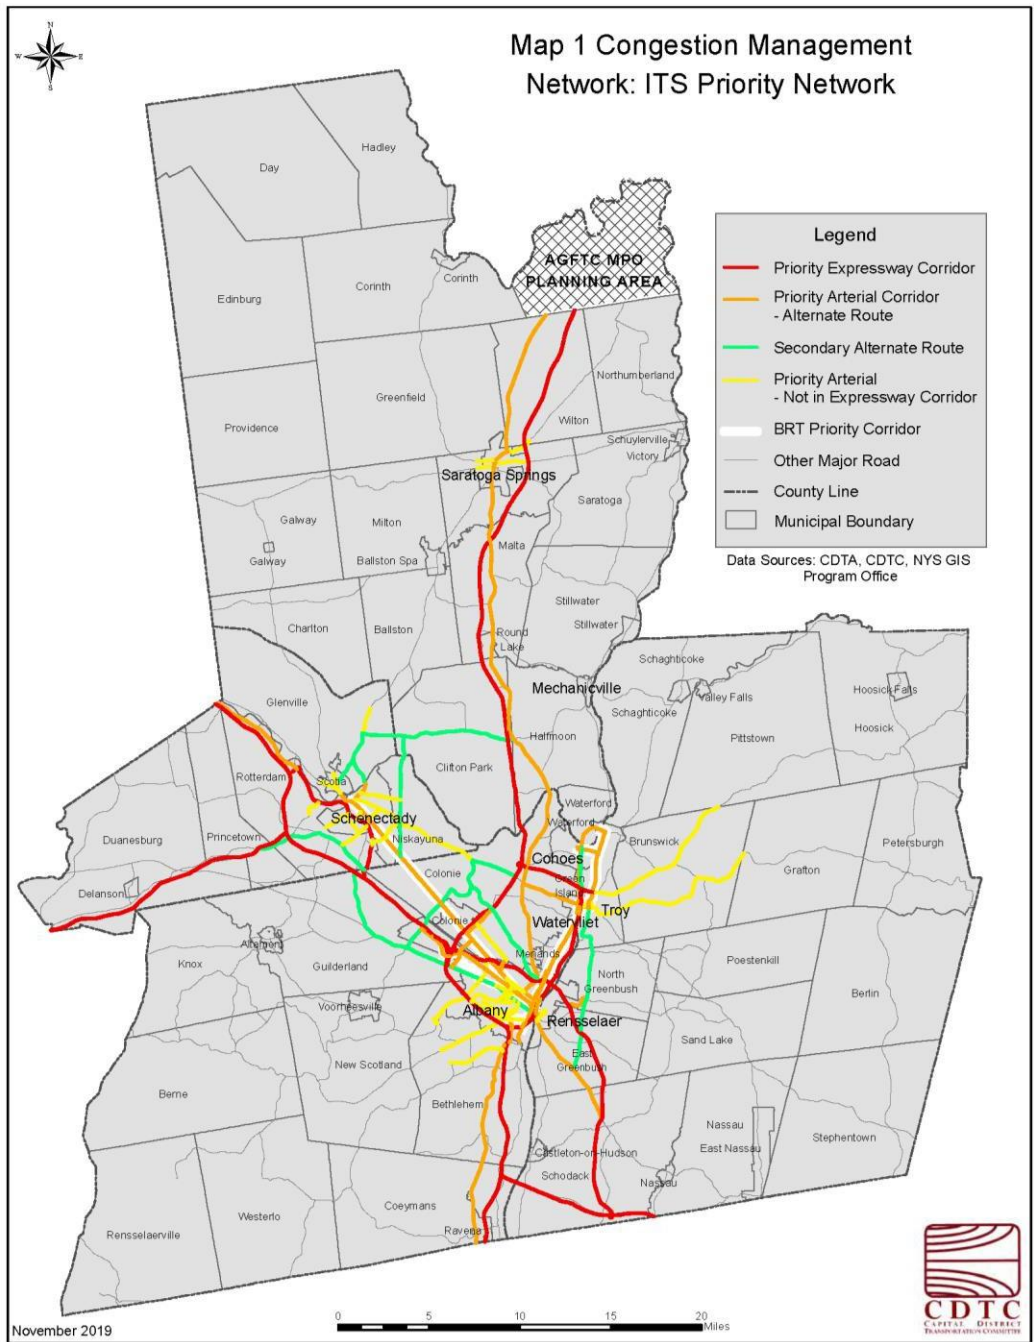 N
W
E
S
Map 1 Congestion Management
Network: ITS Priority Network
Hadley
Day
AGFTC MPO
PLANNING AREA
Corinth
Corinth
Edinburg
Legend
Priority Expressway Corridor
Priority Arterial Corridor
- Alternate Route
Secondary Alternate Route
Priority Arterial
- Not in Expressway Corridor
BRT Priority Corridor
Other Major Road
County Line
Municipal Boundary
Data Sources: CDTA, CDTC, NYS GIS
Program Office
Northumberland
Greenfield
Wilton
Providence
Schuylerville
Victory
Saratoga Springs
Saratoga
Galway
Milton
Malta
Galway
Ballston Spa
Stillwater
Stillwater
Charlton
Ballston
Round
Lake
Schaghticoke
Mechanicville
Valley Falls
Hoosick Falls
Glenville
Schaghticoke
Hoosick
Halfmoon
Pittstown
Clifton Park
Rotterdam
Scotia
Waterford
Schenectady
Waterford
Duanesburg
Princetown
Niskayuna
Brunswick
Petersburgh
Cohoes
Grafton
Colonie
Green
Island
Delanson
Troy
Colonie
Watervliet
Altamont
Menands
Knox
Guilderland
North
Greenbush
Poestenkill
Berlin
Voorheesville
Albany
Rensselaer
Sand Lake
New Scotland
East
Greenbush
Berne
Bethlehem
Nassau
Stephentown
East Nassau
Castleton-on-Hudson
Schodack
Nassau
Coeymans
Westerlo
Ravena
Rensselaerville
CDTC
CAPITAL DISTRICT
TRANSPORTATION COMMITTEE
0 5 10 15 20
Miles
November 2019